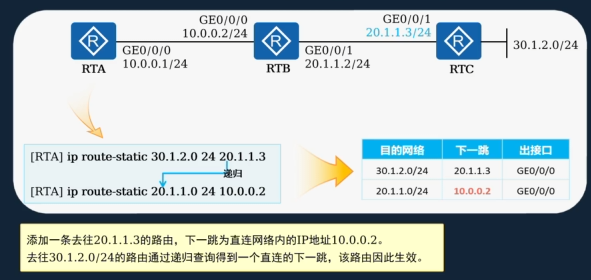 GE0/0/0
10.0.0.2/24
GE0/0/1
20.1.1.3/24
R
R
R
30.1.2.0/24
RTA
GE0/0/0
10.0.0.1/24
RTB
GE0/0/1
20.1.1.2/24
RTC
[RTA] ip route-static 30.1.2.0 24 20.1.1.3
递归
[RTA] ip route-static 20.1.1.0 24 10.0.0.2
目的网络 下一跳 出接口
30.1.2.0/24 20.1.1.3 GE0/0/0
20.1.1.0/24 10.0.0.2 GE0/0/0
添加一条去往20.1.1.3的路由，下一跳为直连网络内的IP地址10.0.0.2。
去往30.1.2.0/24的路由通过递归查询得到一个直连的下一跳，该路由因此生效。